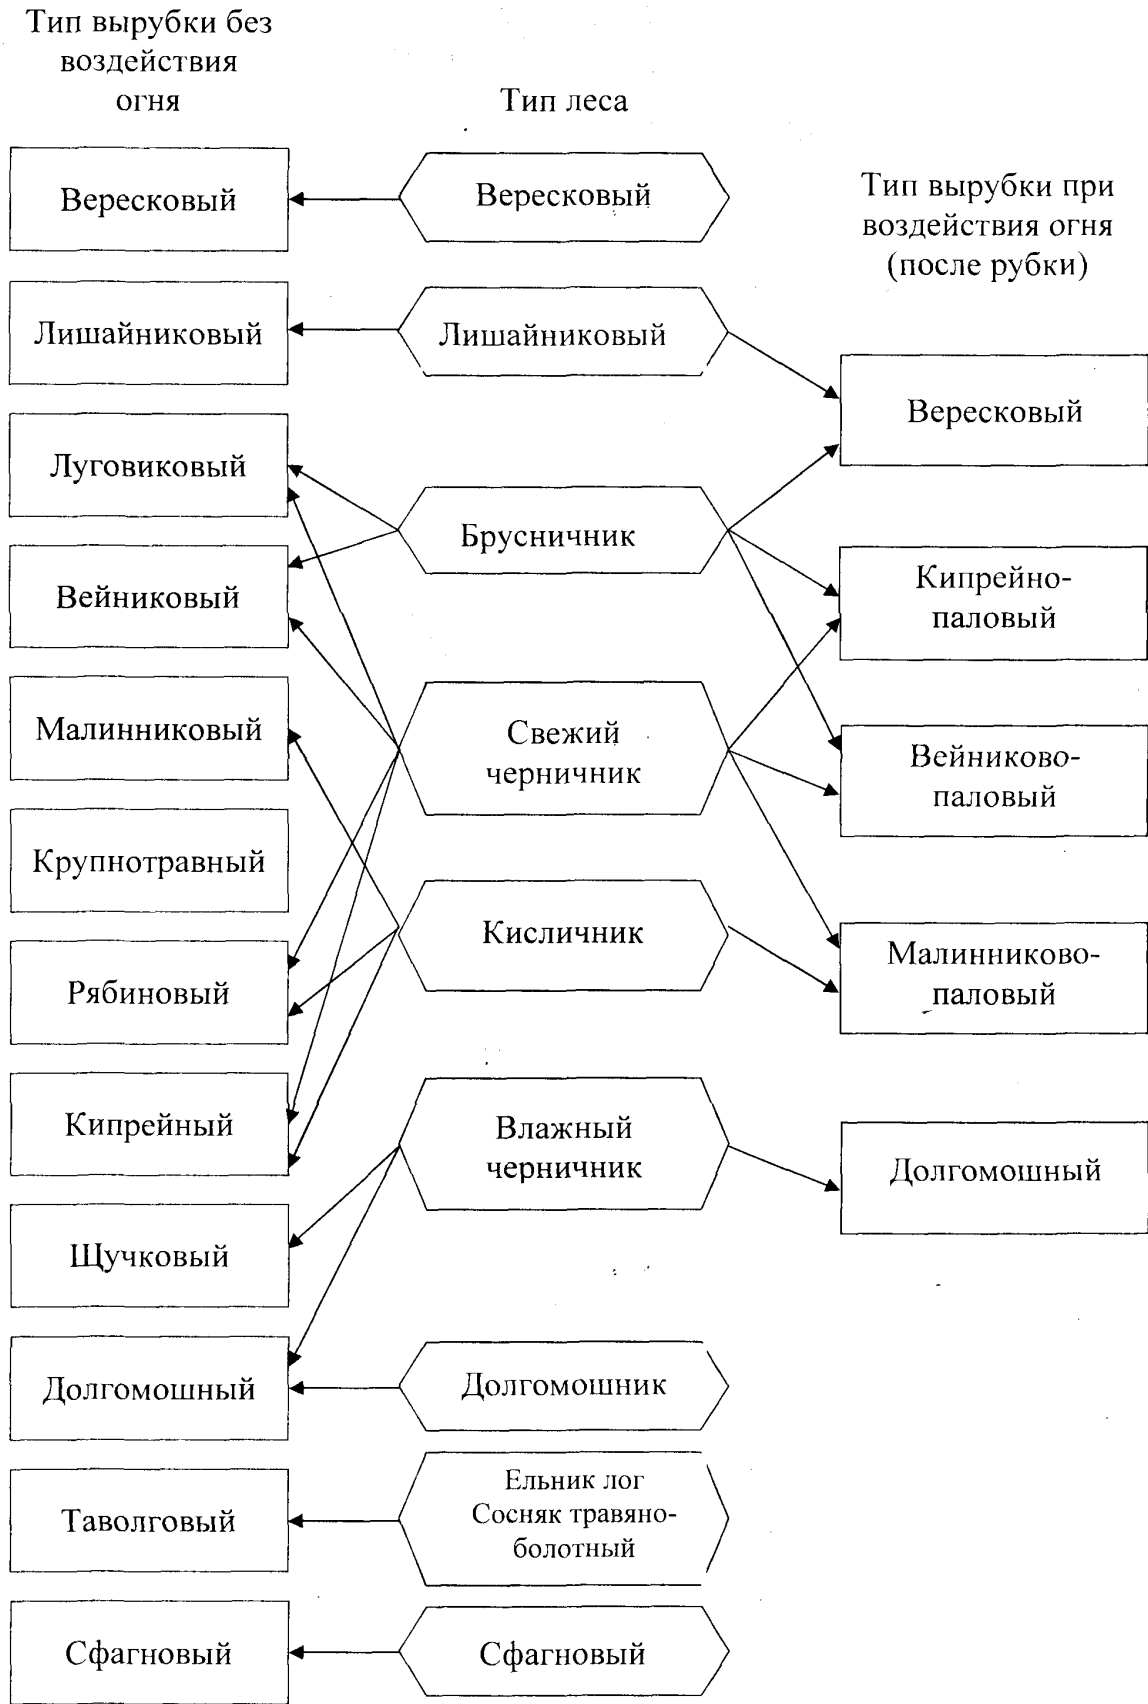 Тип вырубки без
воздействия
огня
Тип леса
Тип вырубки при
воздействия огня
(после рубки)
Вересковый
Вересковый
Лишайниковый
Лишайниковый
Вересковый
Луговиковый
Брусничник
Вейниковый
Кипрейно-
паловый
Малинниковый
Свежий
черничник
Вейниково-
паловый
Крупнотравный
Кисличник
Малинниково-
паловый
Рябиновый
Кипрейный
Влажный
черничник
Долгомошный
Щучковый
Долгомошный
Долгомошник
Таволговый
Ельник лог
Сосняк травяно-
болотный
Сфагновый
Сфагновый